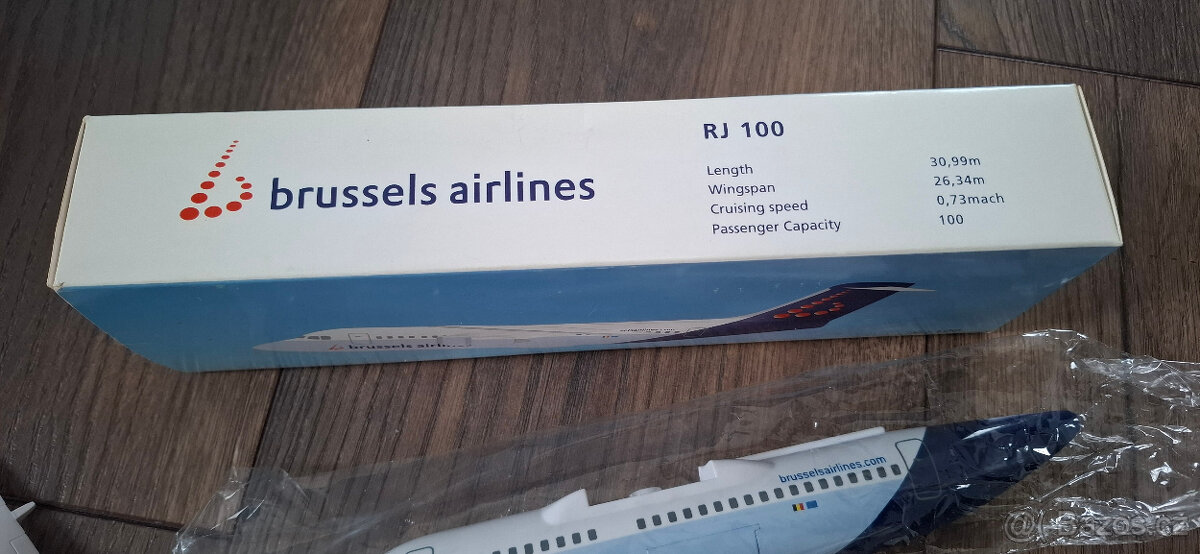 brussels airlines
RJ 100
Length 30,99m
Wingspan 26,34m
Cruising speed 0,73mach
Passenger Capacity 100
brussels airlin
brusselsairlines.com